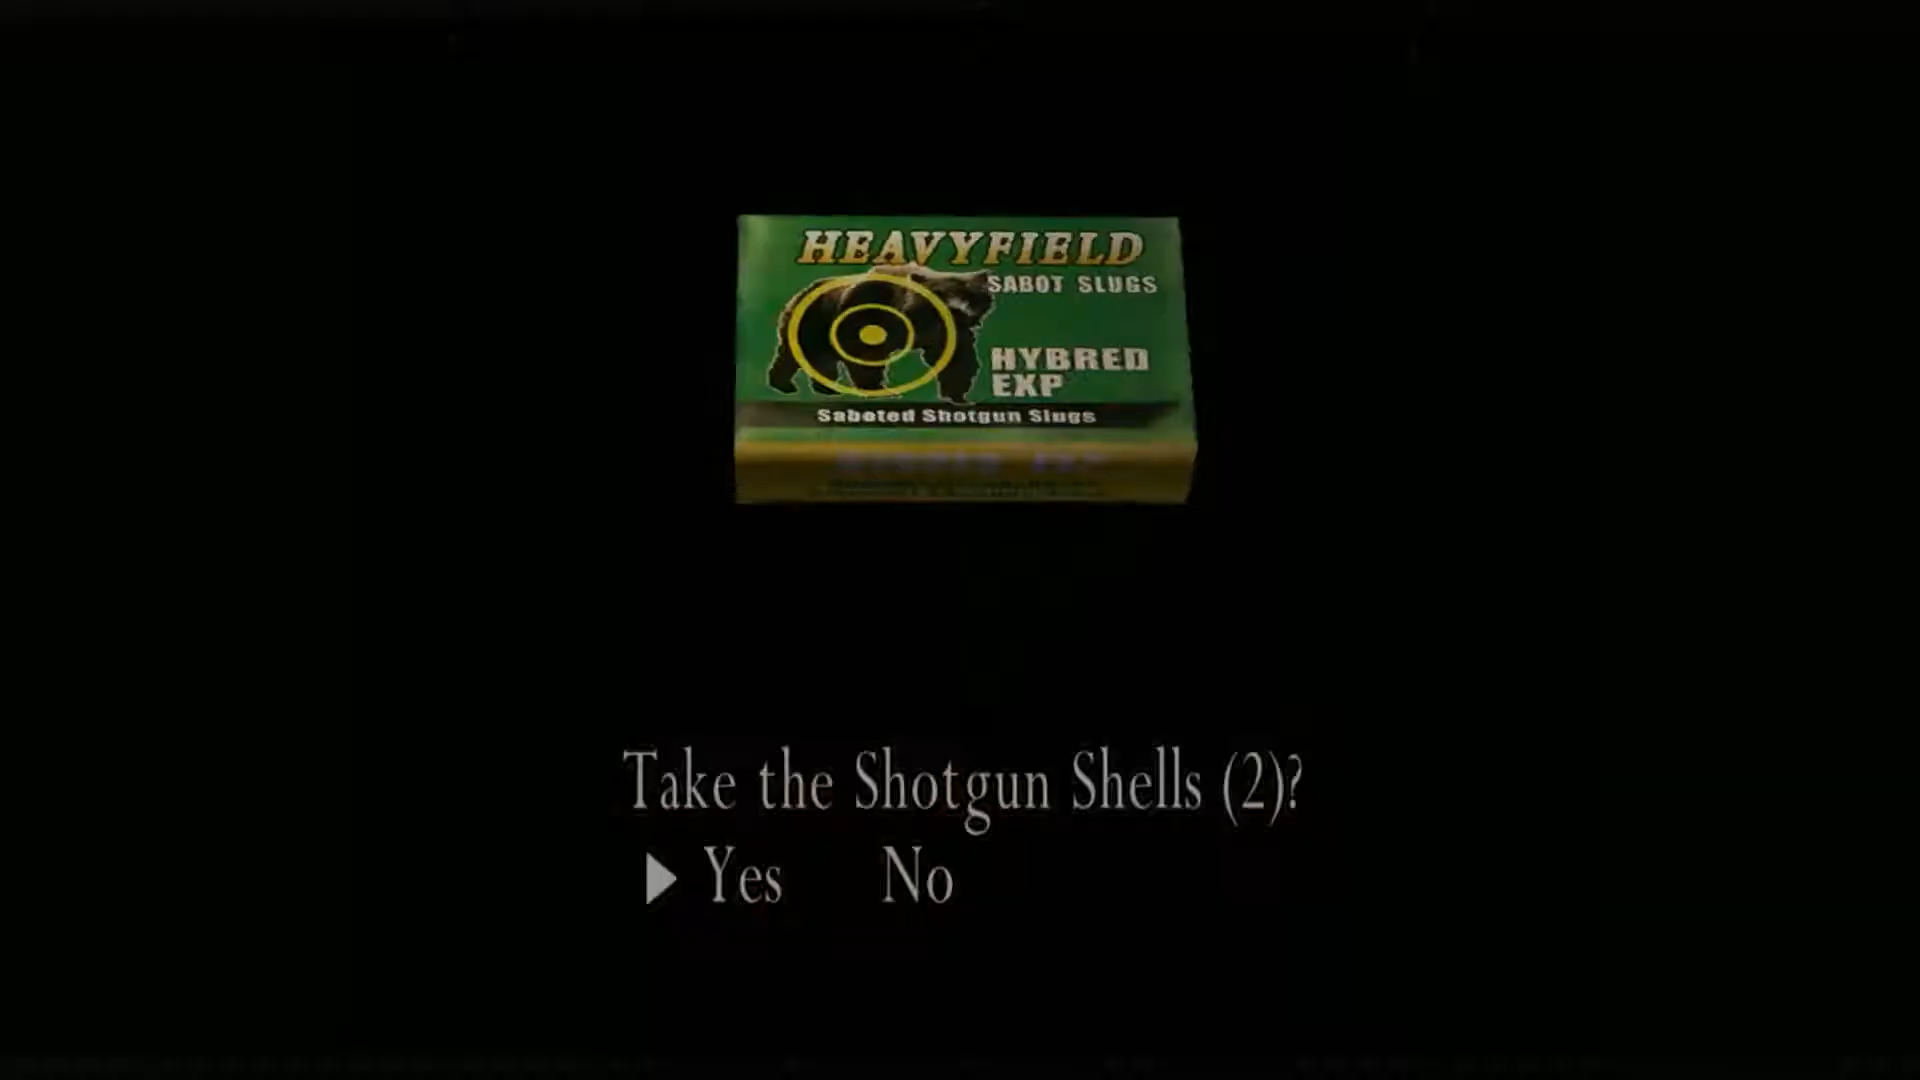 HEAVYFIELD
SABOT SLUGS
HYBRED
EXP
Saboted Shotgun Slugs
Take the Shotgun Shells (2)?
Yes No